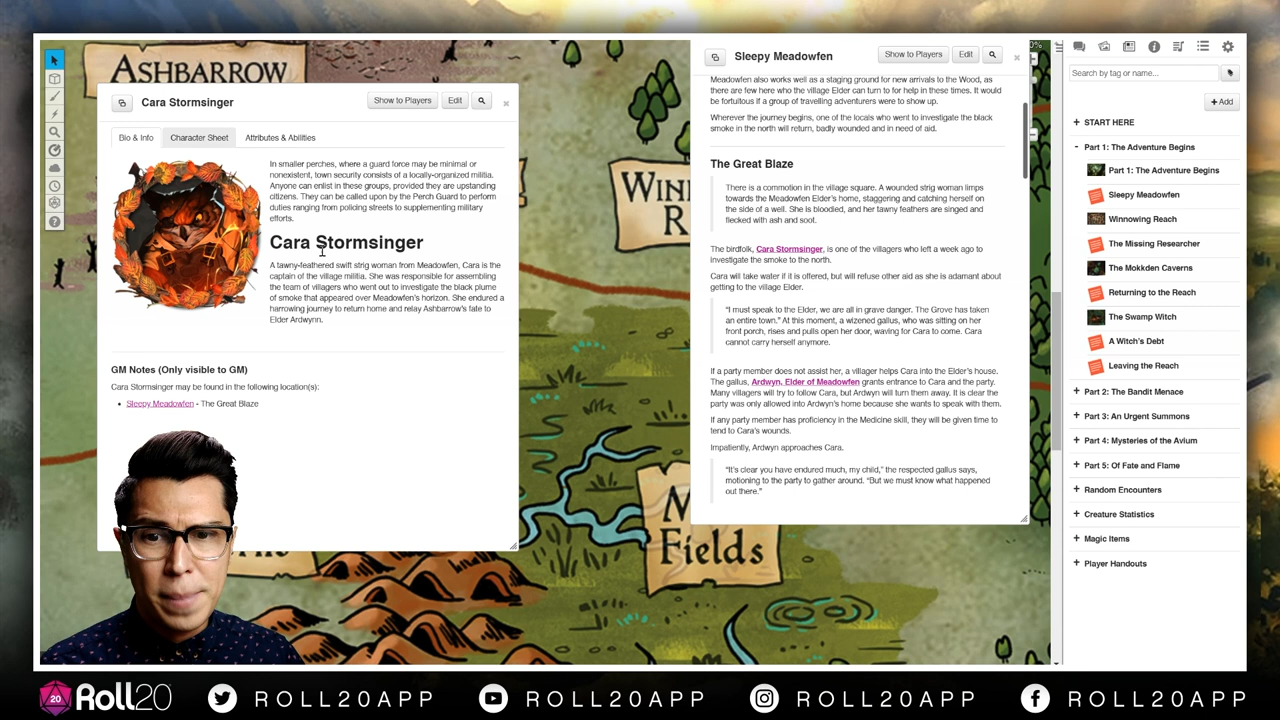 ASHBARROW
Cara Stormsinger
Show to Players
Edit
Bio & Info
Character Sheet
Attributes & Abilities
In smaller perches, where a guard force may be minimal or
nonexistent, town security consists of a locally-organized militia.
Anyone can enlist in these groups, provided they are upstanding
citizens. They can be called upon by the Perch Guard to perform
duties ranging from policing streets to supplementing military
efforts.
Cara Stormsinger
A tawny-feathered swift strig woman from Meadowfen, Cara is the
captain of the village militia. She was responsible for assembling
the team of villagers who went out to investigate the black plume
of smoke that appeared over Meadowfen's horizon. She endured a
harrowing journey to return home and relay Ashbarrow's fate to
Elder Ardwynn.
GM Notes (Only visible to GM)
Cara Stormsinger may be found in the following location(s):
• Sleepy Meadowfen - The Great Blaze
Fields
Sleepy Meadowfen
Show to Players
Edit
Meadowfen also works well as a staging ground for new arrivals to the Wood, as
there are few here who the village Elder can turn to for help in these times. It would
be fortuitous if a group of travelling adventurers were to show up.
Wherever the journey begins, one of the locals who went to investigate the black
smoke in the north will return, badly wounded and in need of aid.
The Great Blaze
There is a commotion in the village square. A wounded strig woman limps
towards the Meadowfen Elder's home, staggering and catching herself on
the side of a well. She is bloodied, and her tawny feathers are singed and
flecked with ash and soot.
The birdfolk, Cara Stormsinger, is one of the villagers who left a week ago to
investigate the smoke to the north.
Cara will take water if it is offered, but will refuse other aid as she is adamant about
getting to the village Elder.
"I must speak to the Elder, we are all in grave danger. The Grove has taken
an entire town." At this moment, a wizened gallus, who was sitting on her
front porch, rises and pulls open her door, waving for Cara to come. Cara
cannot carry herself anymore.
If a party member does not assist her, a villager helps Cara into the Elder's house.
The gallus, Ardwyn, Elder of Meadowfen grants entrance to Cara and the party.
Many villagers will try to follow Cara, but Ardwyn will turn them away. It is clear the
party was only allowed into Ardwyn's home because she wants to speak with them.
If any party member has proficiency in the Medicine skill, they will be given time to
tend to Cara's wounds.
Impatiently, Ardwyn approaches Cara.
"It's clear you have endured much, my child," the respected gallus says,
motioning to the party to gather around. "But we must know what happened
out there."
Search by tag or name...
+ Add
+ START HERE
- Part 1: The Adventure Begins
Part 1: The Adventure Begins
Sleepy Meadowfen
Winnowing Reach
The Missing Researcher
The Mokkden Caverns
Returning to the Reach
The Swamp Witch
A Witch's Debt
Leaving the Reach
+ Part 2: The Bandit Menace
+ Part 3: An Urgent Summons
+ Part 4: Mysteries of the Avium
+ Part 5: Of Fate and Flame
+ Random Encounters
+ Creature Statistics
+ Magic Items
+ Player Handouts
20 Roll20
ROLL20APP
ROLL20APP
ROLL20APP
ROLL20APP